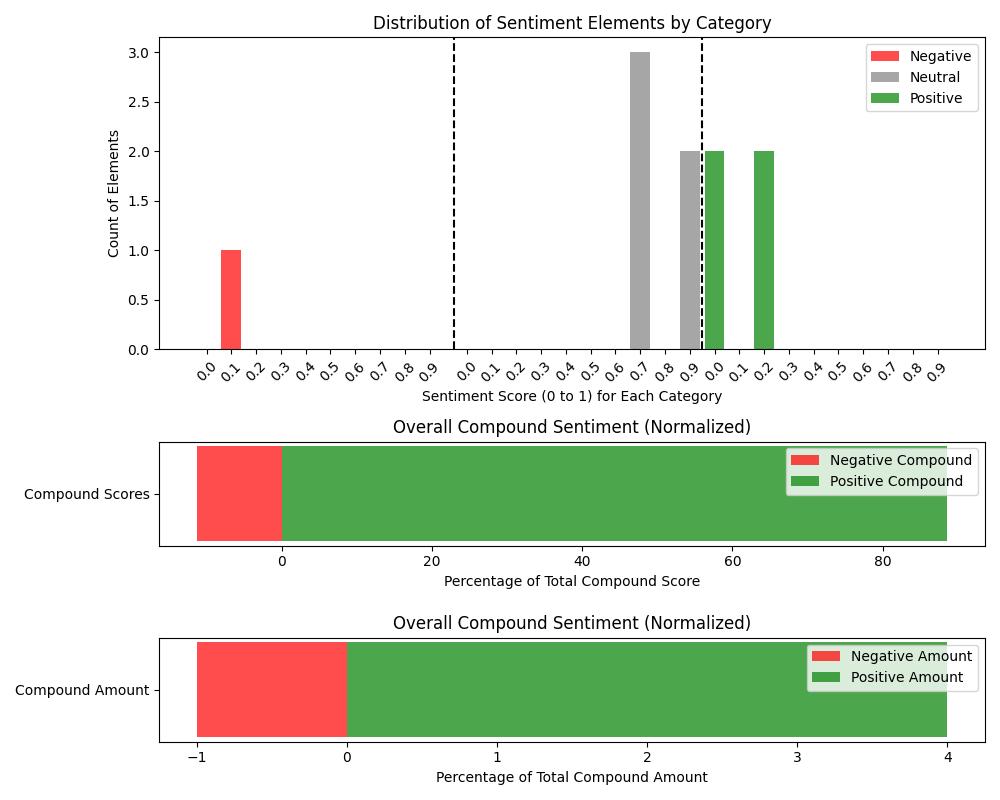 Distribution of Sentiment Elements by Category
3.0
2.5
2.0
1.5
1.0
0.5
0.0
Count of Elements
Negative
Neutral
Positive
0.0 0.1 0.2 0.3 0.4 0.5 0.6 0.7 0.8 0.9 0.0 0.1 0.2 0.3 0.4 0.5 0.6 0.7 0.8 0.9 0.0 0.1 0.2 0.3 0.4 0.5 0.6 0.7 0.8 0.9
Sentiment Score (0 to 1) for Each Category
Overall Compound Sentiment (Normalized)
Compound Scores
Negative Compound
Positive Compound
0 20 40 60 80
Percentage of Total Compound Score
Overall Compound Sentiment (Normalized)
Compound Amount
Negative Amount
Positive Amount
−1 0 1 2 3 4
Percentage of Total Compound Amount